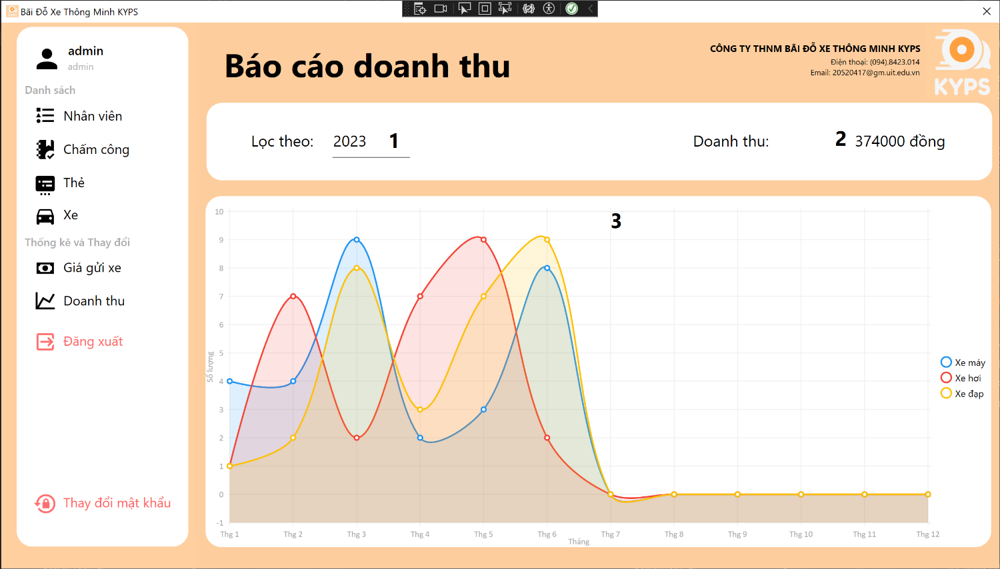 Bãi Đỗ Xe Thông Minh KYPS
admin
admin
Danh sách
Nhân viên
Chấm công
Thẻ
Xe
Thống kê và Thay đổi
Giá gửi xe
Doanh thu
Đăng xuất
Thay đổi mật khẩu
Báo cáo doanh thu
CÔNG TY THNM BÃI ĐỖ XE THÔNG MINH KYPS
Điện thoại: (094).8423.014
Email: 20520417@gm.uit.edu.vn
KYPS
Lọc theo: 2023 1
Doanh thu: 2 374000 đồng
3
10
9
8
7
6
5
4
3
2
1
0
-1
Số lượng
Thg 1 Thg 2 Thg 3 Thg 4 Thg 5 Thg 6 Thg 7 Thg 8 Thg 9 Thg 10 Thg 11 Thg 12
Tháng
Xe máy
Xe hơi
Xe đạp